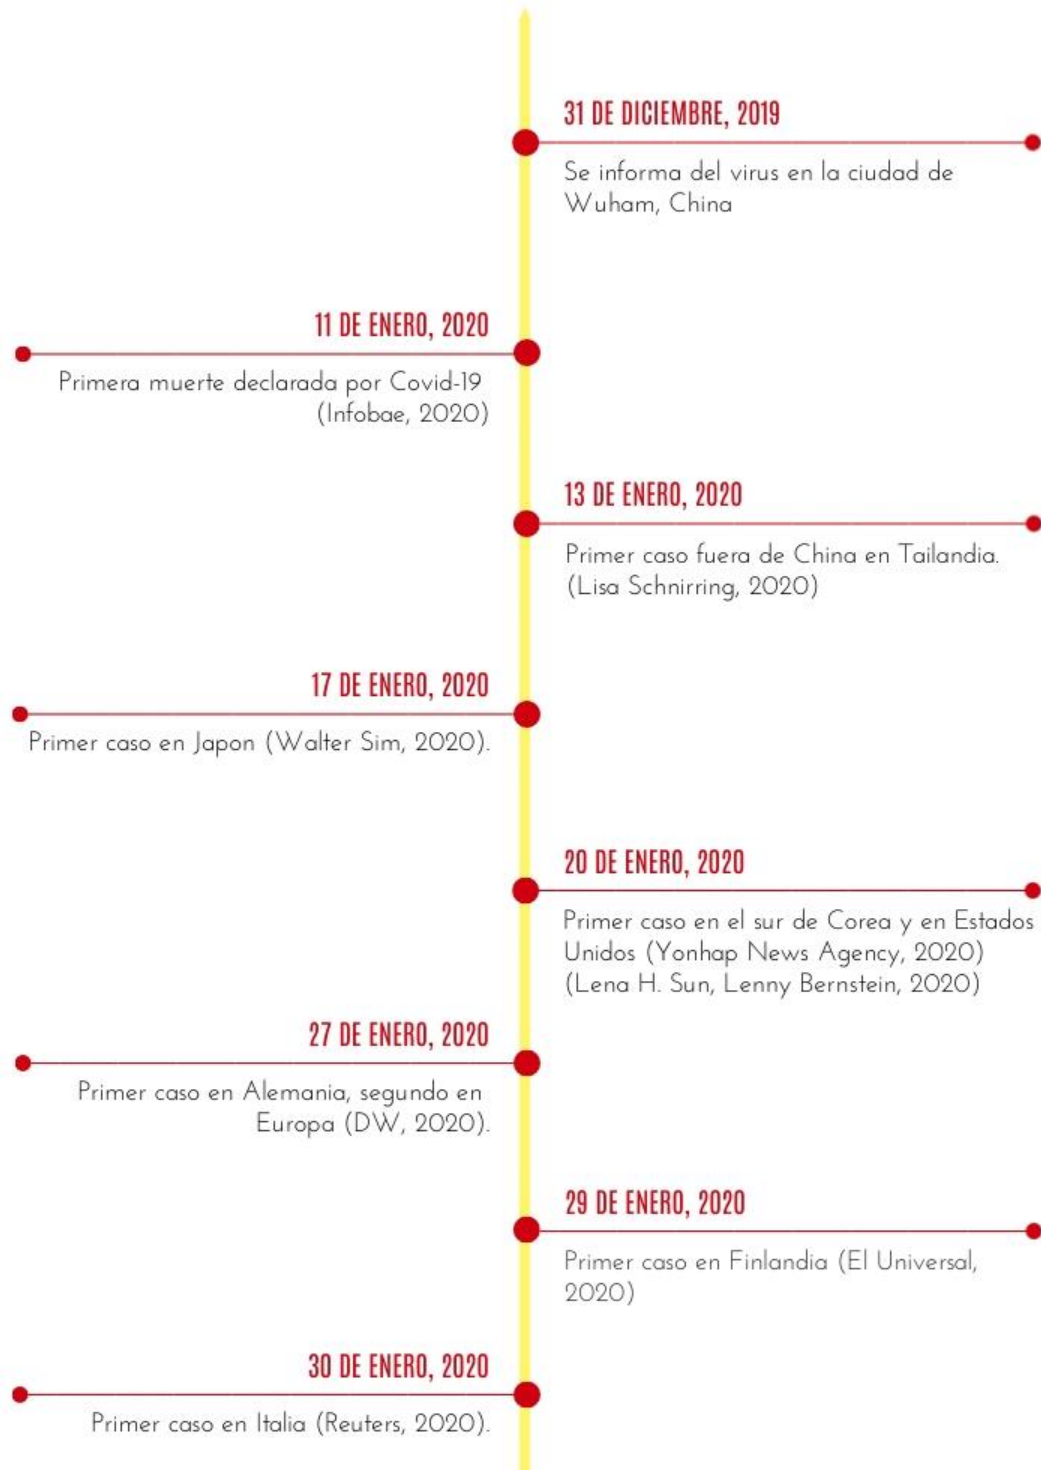 31 DE DICIEMBRE, 2019
Se informa del virus en la ciudad de
Wuham, China
11 DE ENERO, 2020
Primera muerte declarada por Covid-19
(Infobae, 2020)
13 DE ENERO, 2020
Primer caso fuera de China en Tailandia.
(Lisa Schnirring, 2020)
17 DE ENERO, 2020
Primer caso en Japon (Walter Sim, 2020).
20 DE ENERO, 2020
Primer caso en el sur de Corea y en Estados
Unidos (Yonhap News Agency, 2020)
(Lena H. Sun, Lenny Bernstein, 2020)
27 DE ENERO, 2020
Primer caso en Alemania, segundo en
Europa (DW, 2020).
29 DE ENERO, 2020
Primer caso en Finlandia (El Universal,
2020)
30 DE ENERO, 2020
Primer caso en Italia (Reuters, 2020).